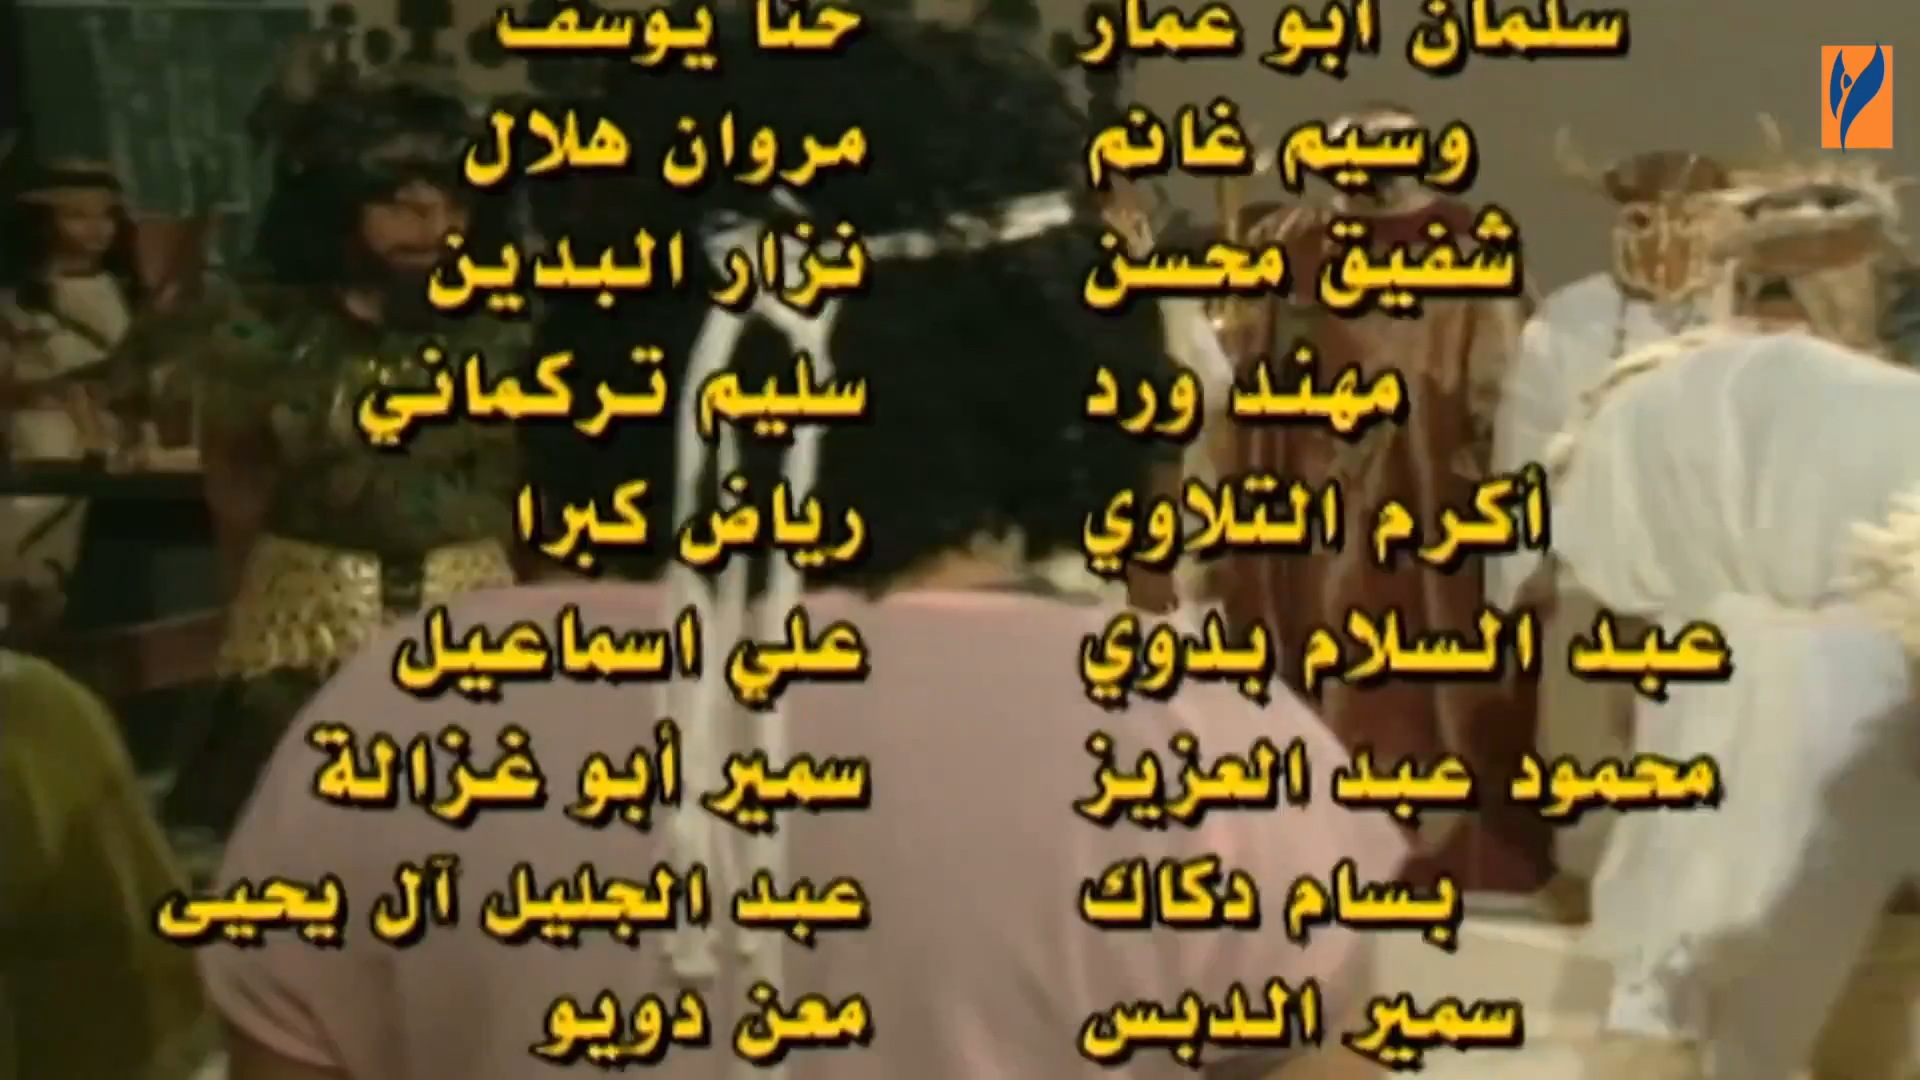 سلمان ابو عمار حنا يوسف
وسيم غانم مروان هلال
شفيق محسن نزار البدين
مهند ورد سليم تركماني
أكرم التلاوي رياض كبرا
عبد السلام بدوي علي اسماعيل
محمود عبد العزيز سمير أبو غزالة
بسام دكاك عبد الجليل آل يحيى
سمير الدبس معن دويو